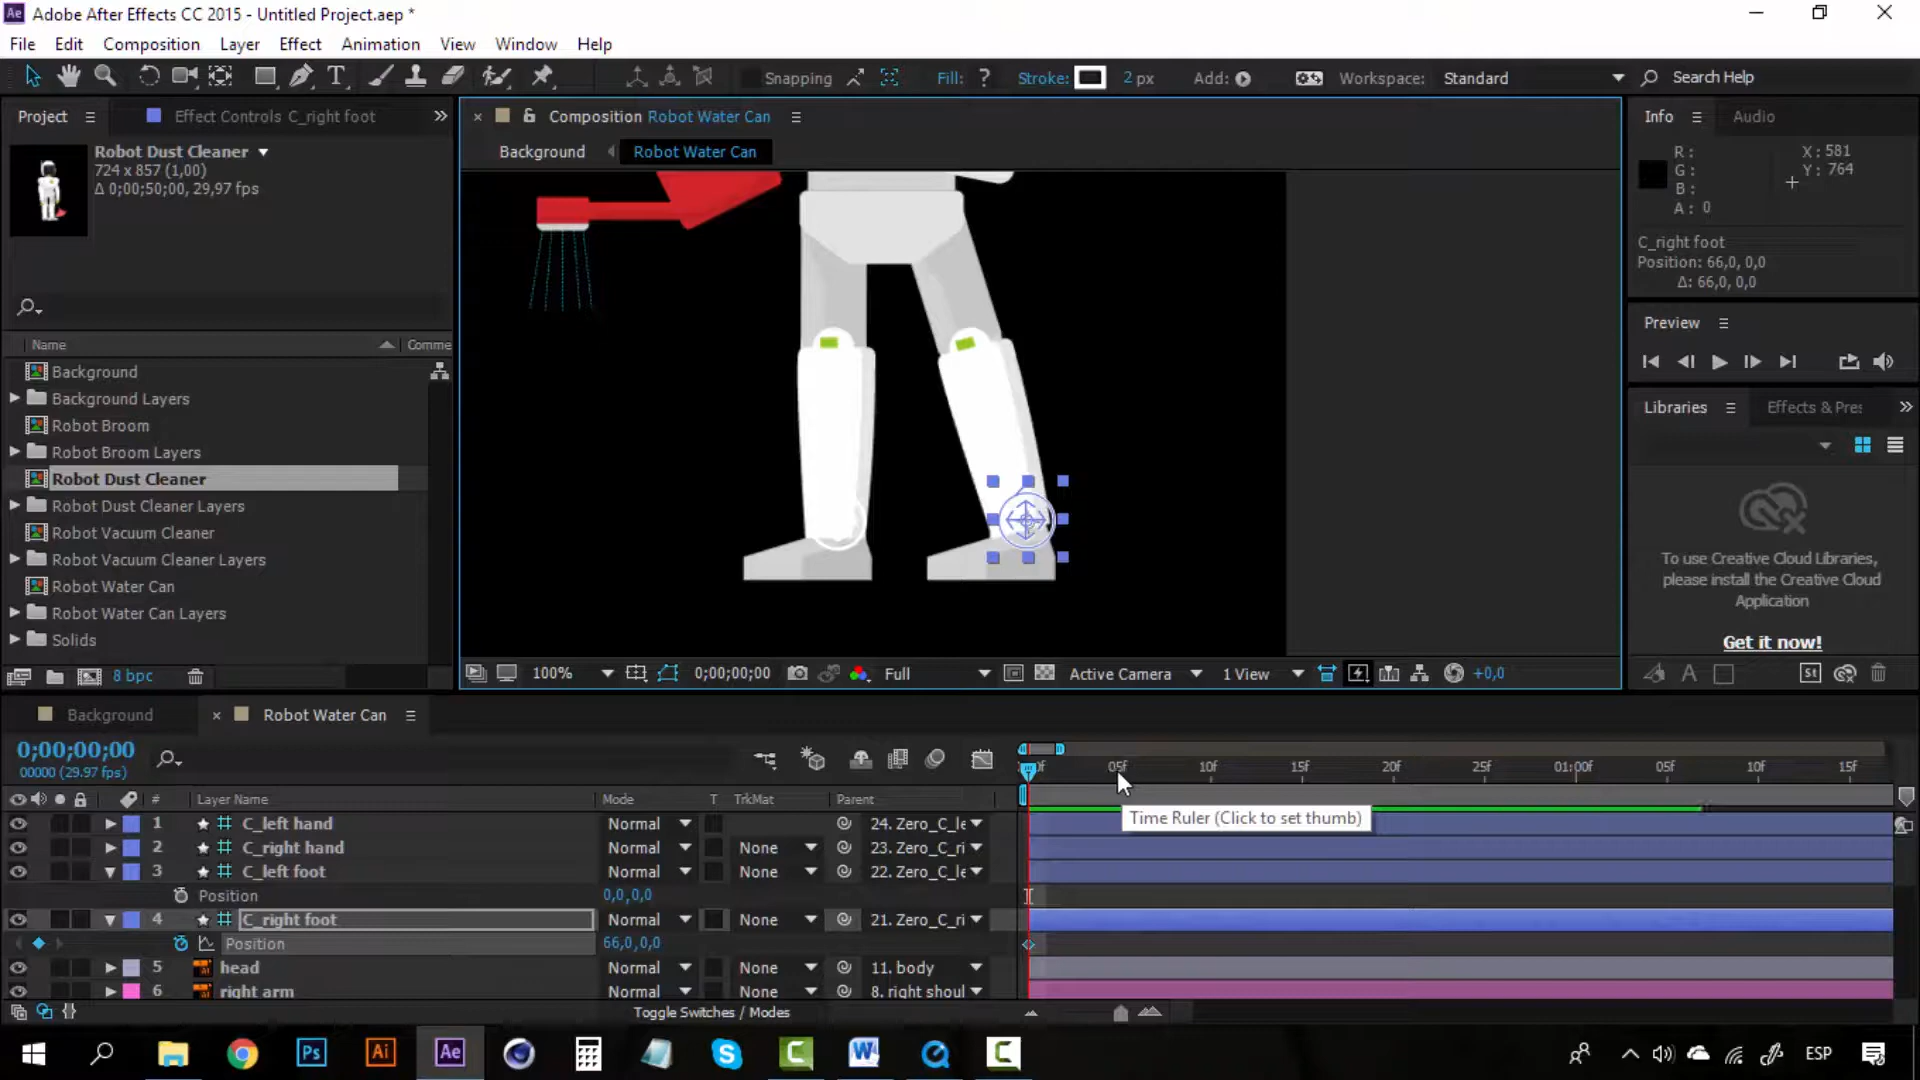 Ae Adobe After Effects CC 2015 - Untitled Project.aep *
File Edit Composition Layer Effect Animation View Window Help
Snapping Fill: ? Stroke: 2 px Add: Workspace: Standard Search Help
Project Effect Controls C_right foot
Robot Dust Cleaner
724 x 857 (1,00)
Δ 0;00;50;00, 29,97 fps
Name Comme
Background
Background Layers
Robot Broom
Robot Broom Layers
Robot Dust Cleaner
Robot Dust Cleaner Layers
Robot Vacuum Cleaner
Robot Vacuum Cleaner Layers
Robot Water Can
Robot Water Can Layers
Solids
8 bpc
Composition Robot Water Can
Background Robot Water Can
100% 0;00;00;00 Full Active Camera 1 View +0,0
Info Audio
R: X: 581
G: Y: 764
B:
A: 0
C_right foot
Position: 66,0, 0,0
Δ: 66,0, 0,0
Preview
Libraries Effects & Pres
To use Creative Cloud Libraries,
please install the Creative Cloud
Application
Get it now!
St
Background Robot Water Can
0;00;00;00
00000 (29.97 fps)
05f 10f 15f 20f 25f 01:00f 05f 10f 15f
Time Ruler (Click to set thumb)
# Layer Name Mode T TrkMat Parent
1 C_left hand Normal 24. Zero_C_le
2 C_right hand Normal None 23. Zero_C_ri
3 C_left foot Normal None 22. Zero_C_le
Position 0,0,0,0
4 C_right foot Normal None 21. Zero_C_ri
Position 66,0,0,0
5 head Normal None 11. body
6 right arm Normal None 8. right shoul
Toggle Switches / Modes
Ps Ai Ae ESP